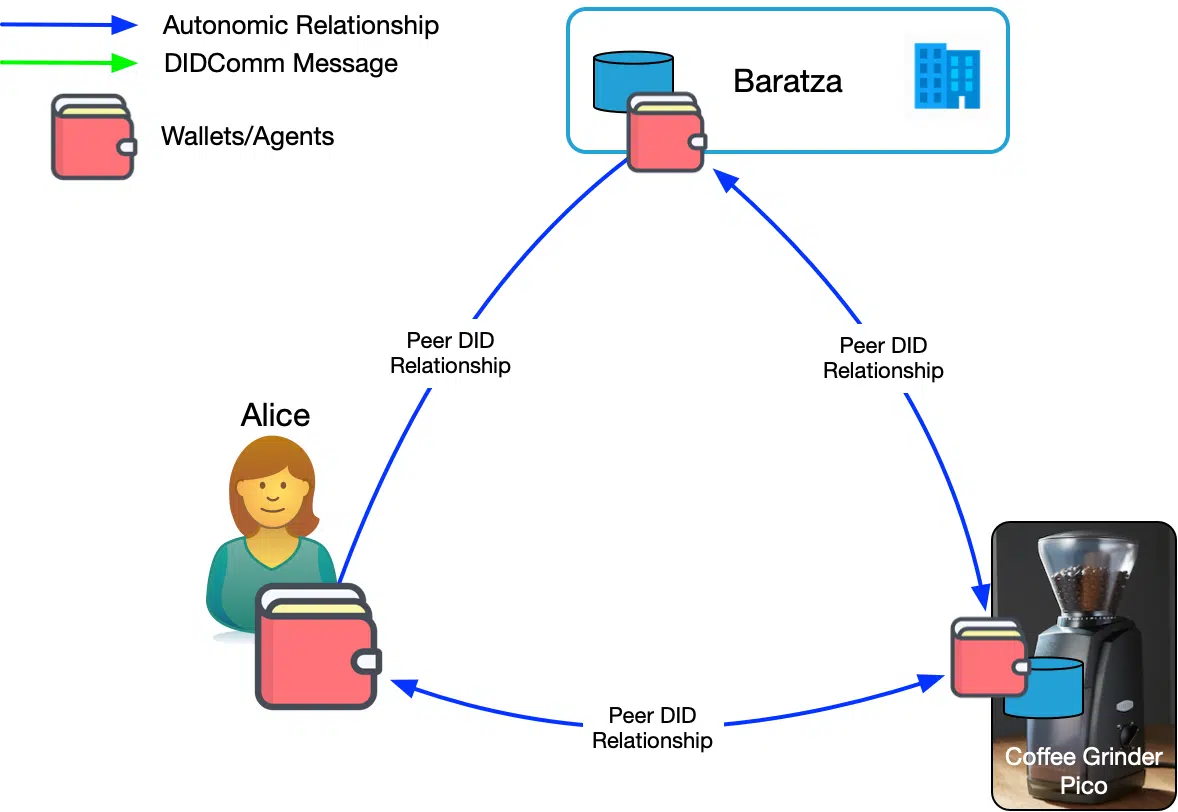 Autonomic Relationship
DIDComm Message
Wallets/Agents
Baratza
Peer DID
Relationship
Peer DID
Relationship
Alice
Peer DID
Relationship
Coffee Grinder
Pico